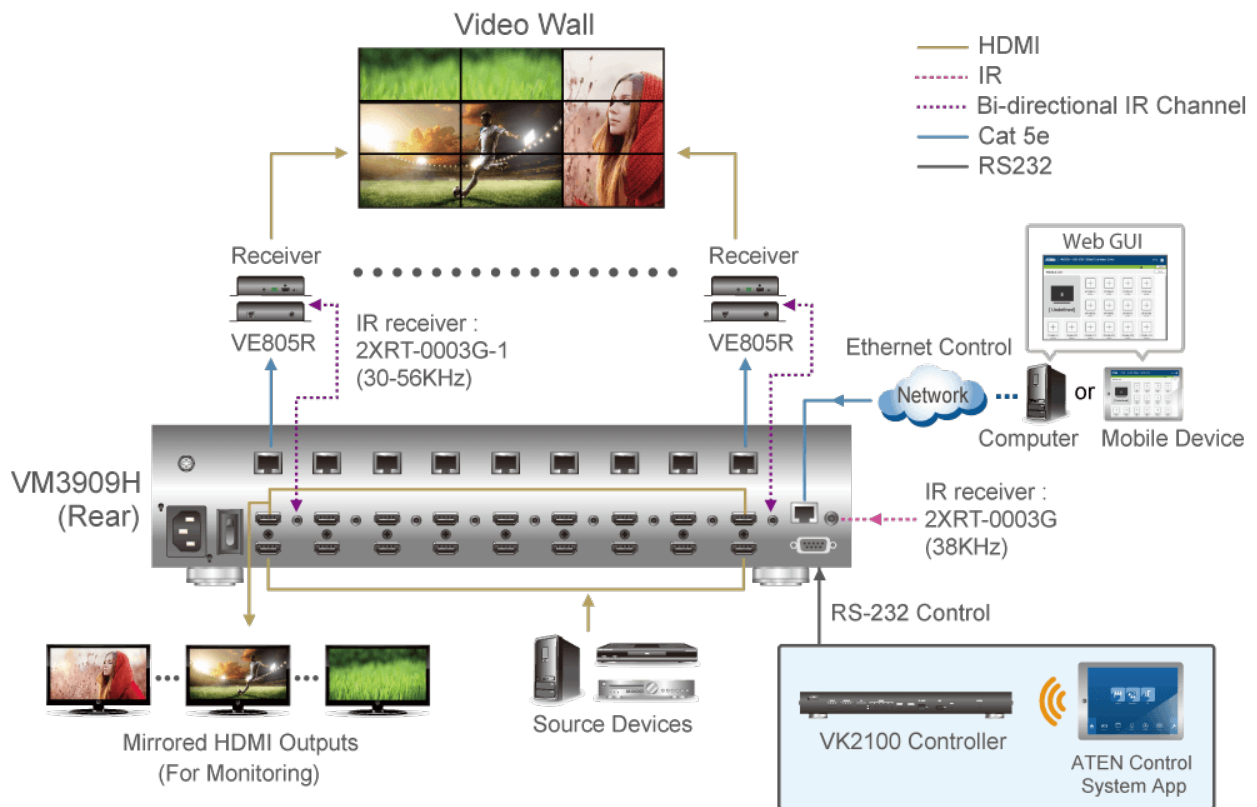 Video Wall
HDMI
IR
Bi-directional IR Channel
Cat 5e
RS232
Receiver
Receiver
VE805R
VE805R
IR receiver :
2XRT-0003G-1
(30-56KHz)
Web GUI
Ethernet Control
Network
or
Computer
Mobile Device
VM3909H
(Rear)
IR receiver :
2XRT-0003G
(38KHz)
RS-232 Control
Mirrored HDMI Outputs
(For Monitoring)
Source Devices
VK2100 Controller
ATEN Control
System App